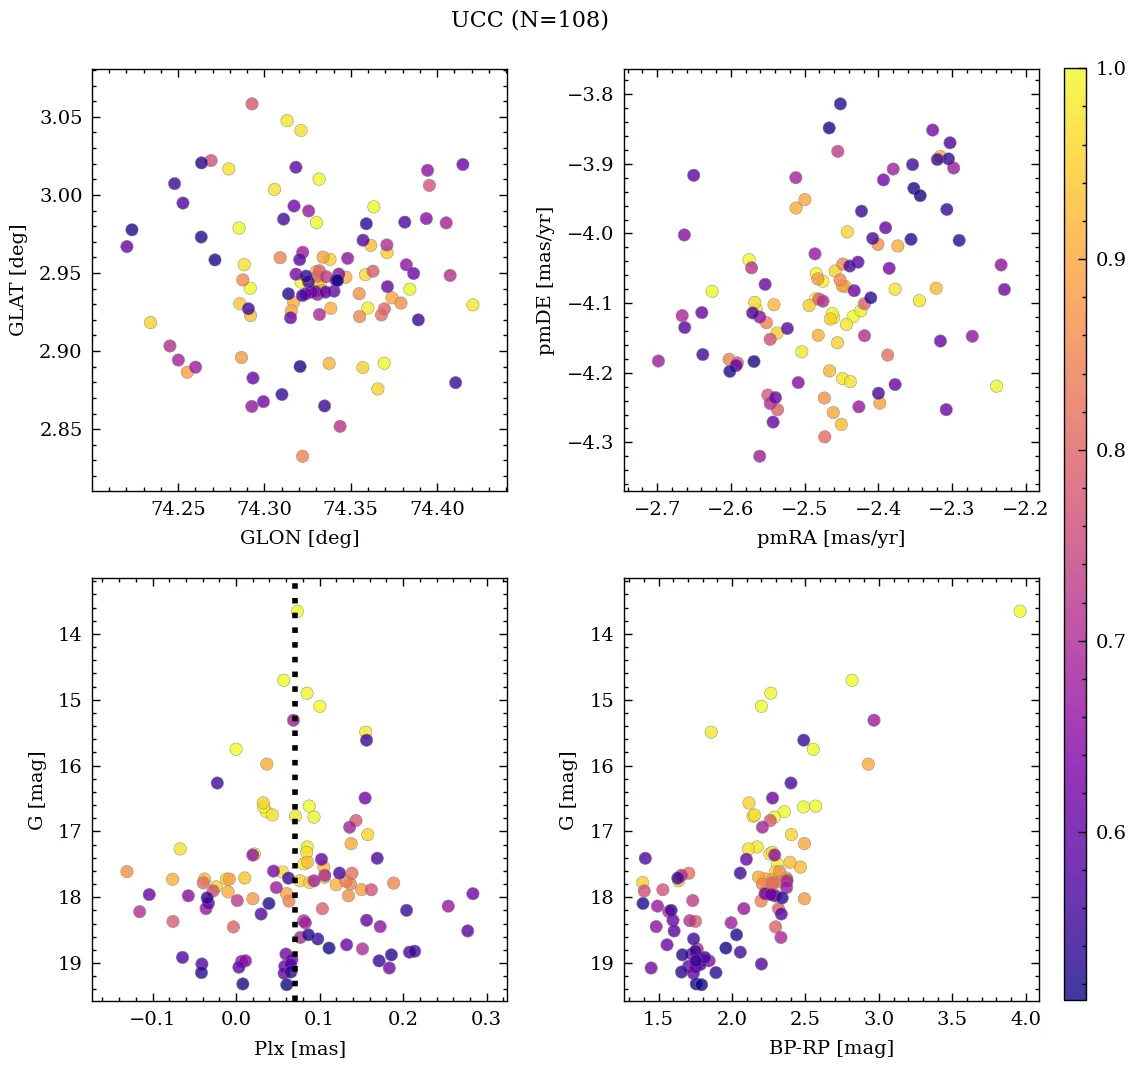 UCC (N=108)
3.05
3.00
2.95
2.90
2.85
GLAT [deg]
74.25 74.30 74.35 74.40
GLON [deg]
−3.8
−3.9
−4.0
−4.1
−4.2
−4.3
pmDE [mas/yr]
−2.7 −2.6 −2.5 −2.4 −2.3 −2.2
pmRA [mas/yr]
1.0
0.9
0.8
0.7
0.6
14
15
16
17
18
19
G [mag]
−0.1 0.0 0.1 0.2 0.3
Plx [mas]
14
15
16
17
18
19
G [mag]
1.5 2.0 2.5 3.0 3.5 4.0
BP-RP [mag]